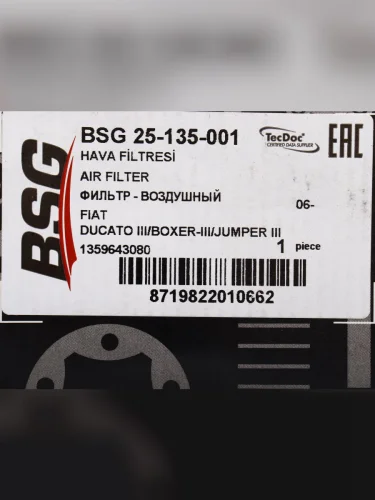 BSG
BSG 25-135-001
TecDoc
CERTIFIED DATA SUPPLIER
EAC
HAVA FİLTRESİ
AIR FILTER
ФИЛЬТР - ВОЗДУШНЫЙ
06-
FIAT
DUCATO III/BOXER-III/JUMPER III
1359643080
1 piece
8719822010662